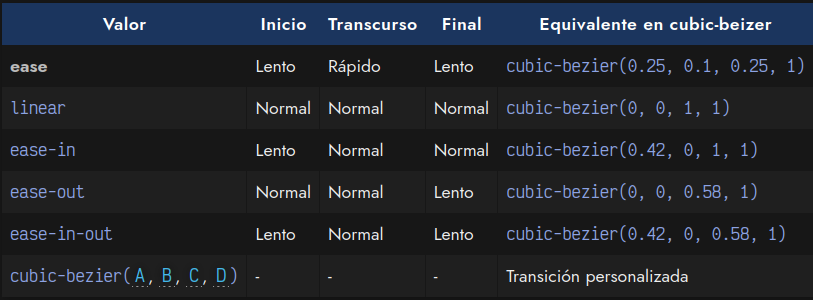 Valor Inicio Transcurso Final Equivalente en cubic-beizer
ease Lento Rápido Lento cubic-bezier(0.25, 0.1, 0.25, 1)
linear Normal Normal Normal cubic-bezier(0, 0, 1, 1)
ease-in Lento Normal Normal cubic-bezier(0.42, 0, 1, 1)
ease-out Normal Normal Lento cubic-bezier(0, 0, 0.58, 1)
ease-in-out Lento Normal Lento cubic-bezier(0.42, 0, 0.58, 1)
cubic-bezier(A, B, C, D) - - - Transición personalizada